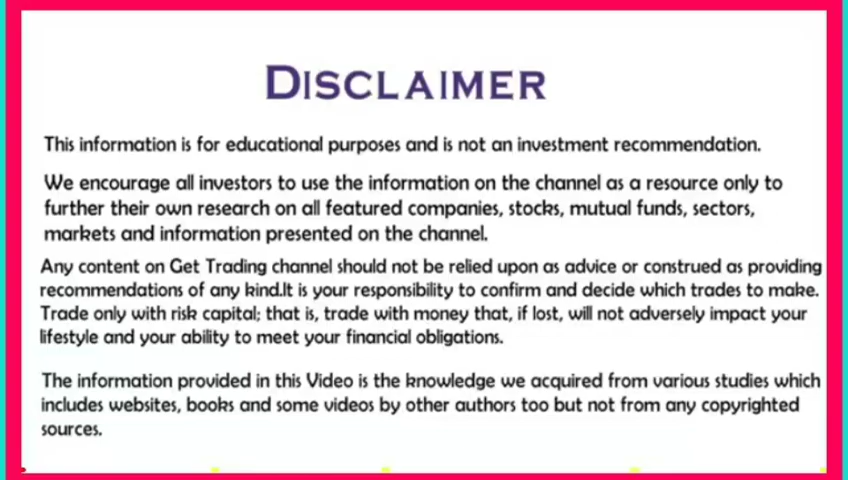 DISCLAIMER
This information is for educational purposes and is not an investment recommendation.
We encourage all investors to use the information on the channel as a resource only to
further their own research on all featured companies, stocks, mutual funds, sectors,
markets and information presented on the channel.
Any content on Get Trading channel should not be relied upon as advice or construed as providing
recommendations of any kind.It is your responsibility to confirm and decide which trades to make.
Trade only with risk capital; that is, trade with money that, if lost, will not adversely impact your
lifestyle and your ability to meet your financial obligations.
The information provided in this Video is the knowledge we acquired from various studies which
includes websites, books and some videos by other authors too but not from any copyrighted
sources.